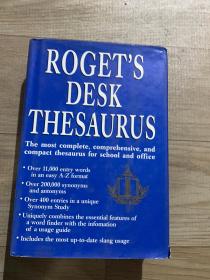 ROGET'S
DESK
THESAURUS
The most complete, comprehensive, and
compact thesaurus for school and office
• Over 11,000 entry words
in an easy A-Z format
• Over 200,000 synonyms
and antonyms
• Over 400 entries in a unique
Synonym Study
• Uniquely combines the essential features of
a word finder with the infomation
of a usage guide
• Includes the most up-to-date slang usage